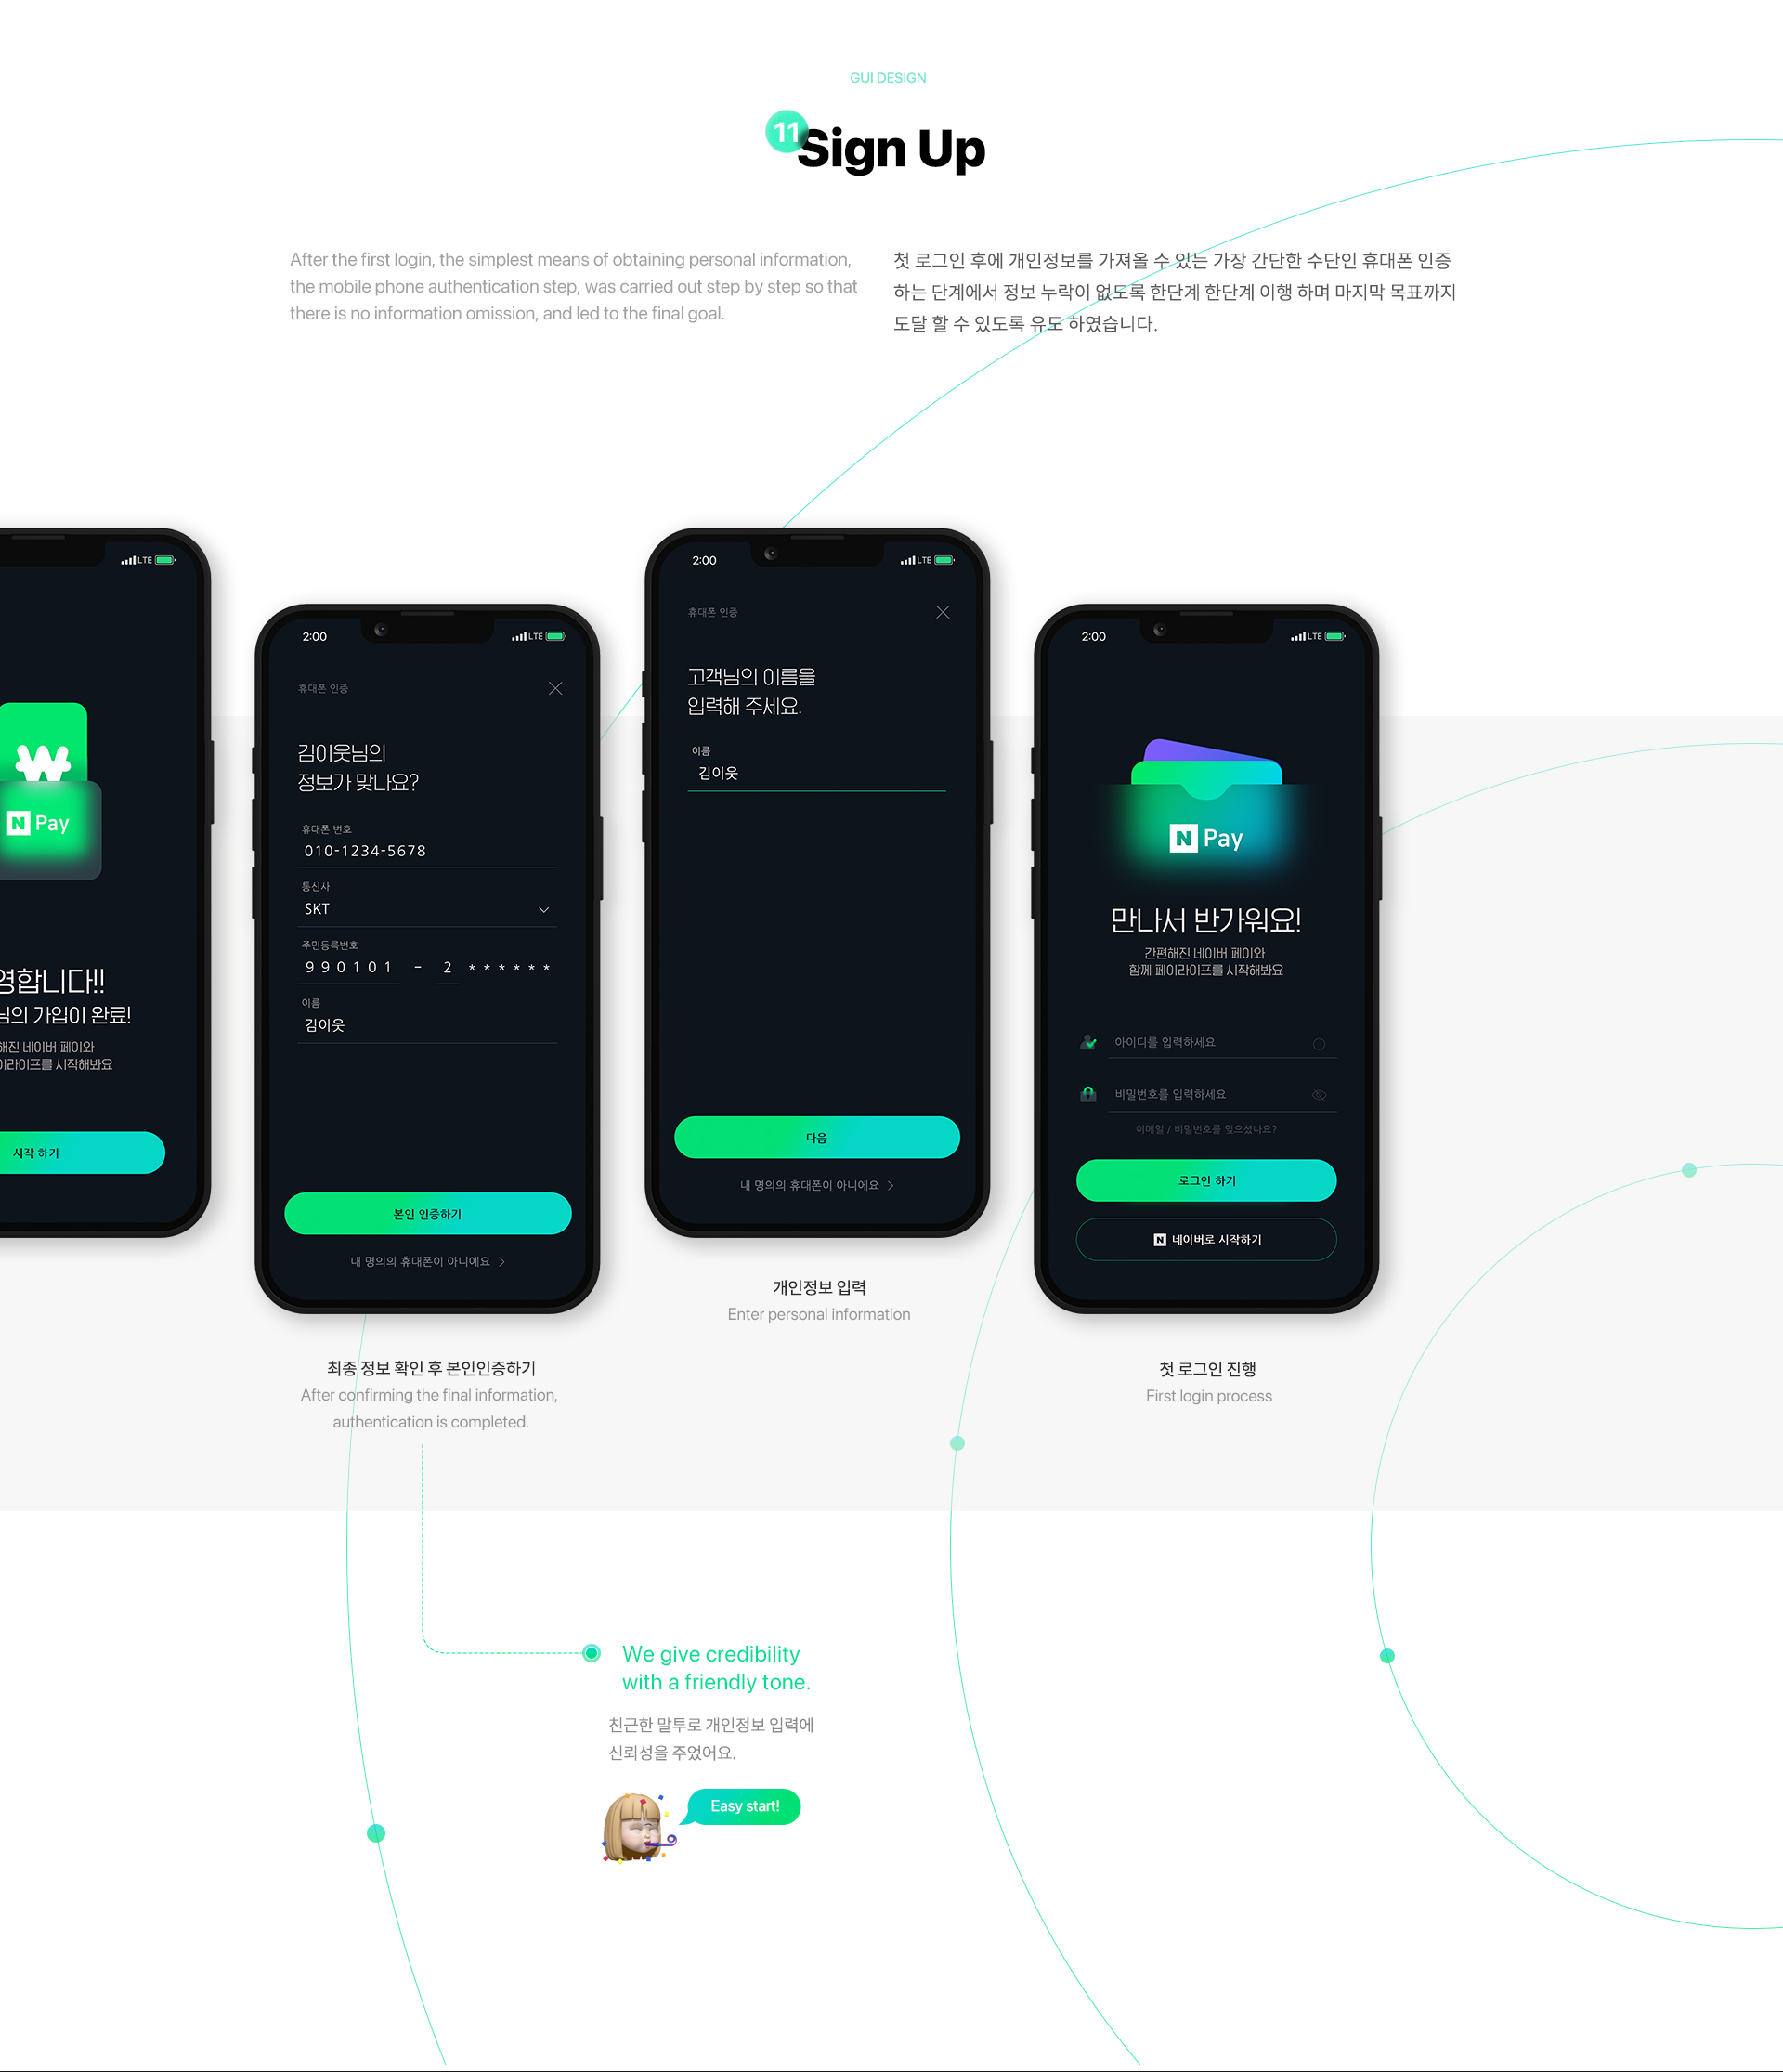 GUI DESIGN
11
Sign Up
After the first login, the simplest means of obtaining personal information,
the mobile phone authentication step, was carried out step by step so that
there is no information omission, and led to the final goal.
첫 로그인 후에 개인정보를 가져올 수 있는 가장 간단한 수단인 휴대폰 인증
하는 단계에서 정보 누락이 없도록 한단계 한단계 이행 하며 마지막 목표까지
도달 할 수 있도록 유도 하였습니다.
LTE
₩
N Pay
영합니다!!
님의 가입이 완료!
해진 네이버 페이와
이라이프를 시작해봐요
시작 하기
2:00
LTE
휴대폰 인증
김이웃님의
정보가 맞나요?
휴대폰 번호
010-1234-5678
통신사
SKT
주민등록번호
990101 - 2 ******
이름
김이웃
본인 인증하기
내 명의의 휴대폰이 아니에요 >
최종 정보 확인 후 본인인증하기
After confirming the final information,
authentication is completed.
2:00
LTE
휴대폰 인증
고객님의 이름을
입력해 주세요.
이름
김이웃
다음
내 명의의 휴대폰이 아니에요 >
개인정보 입력
Enter personal information
2:00
LTE
N Pay
만나서 반가워요!
간편해진 네이버 페이와
함께 페이라이프를 시작해봐요
아이디를 입력하세요
비밀번호를 입력하세요
이메일 / 비밀번호를 잊으셨나요?
로그인 하기
N 네이버로 시작하기
첫 로그인 진행
First login process
We give credibility
with a friendly tone.
친근한 말투로 개인정보 입력에
신뢰성을 주었어요.
Easy start!